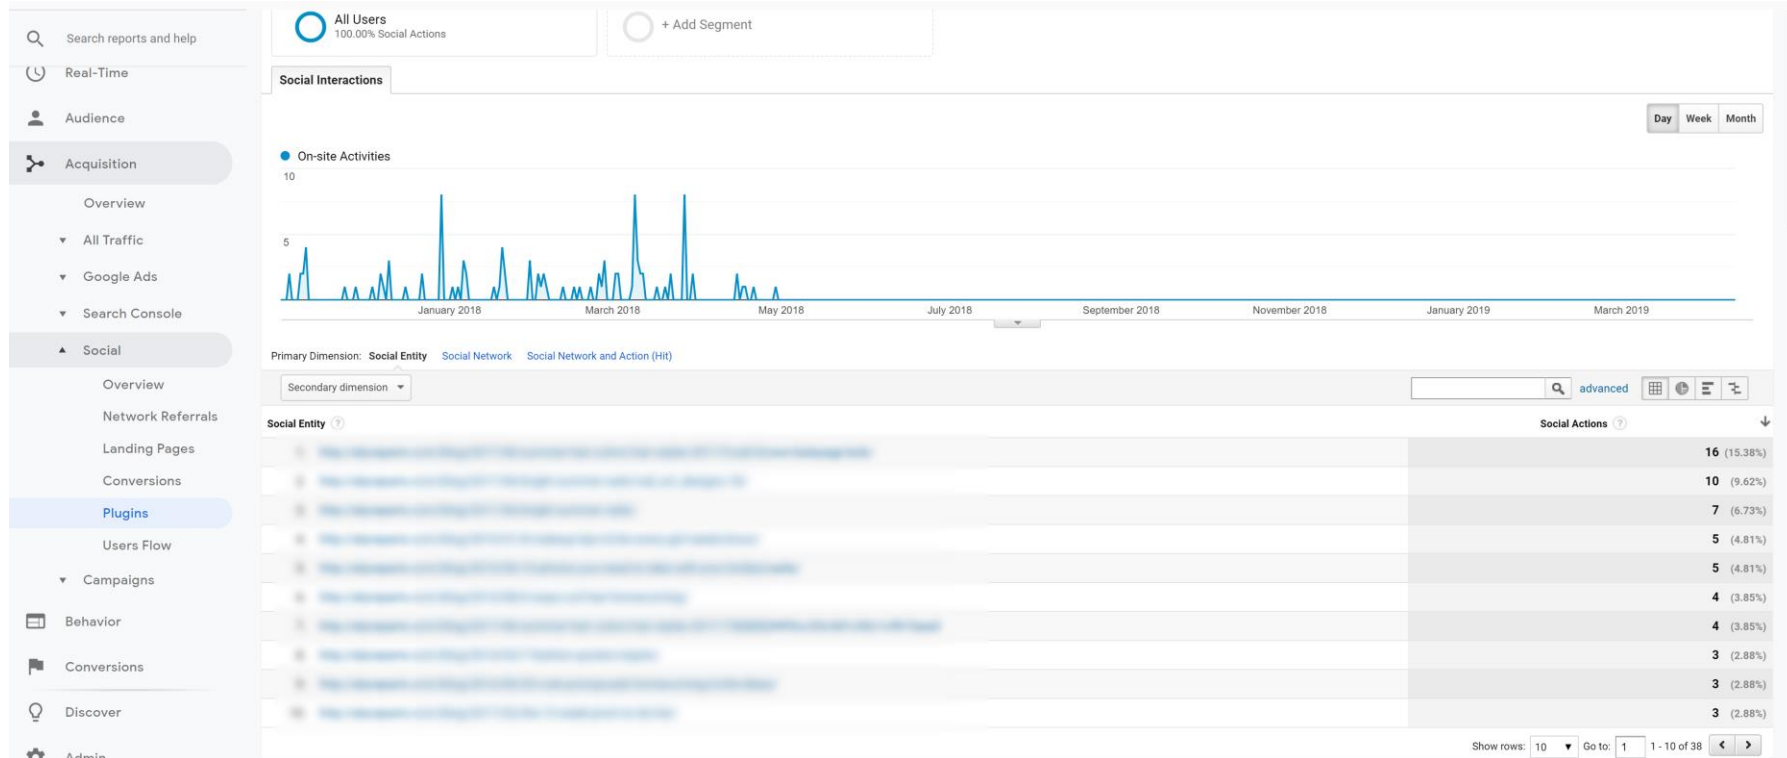 Search reports and help
Real-Time
Audience
Acquisition
Overview
All Traffic
Google Ads
Search Console
Social
Overview
Network Referrals
Landing Pages
Conversions
Plugins
Users Flow
Campaigns
Behavior
Conversions
Discover
Admin
All Users
100.00% Social Actions
+ Add Segment
Social Interactions
Day Week Month
On-site Activities
10
5
January 2018 March 2018 May 2018 July 2018 September 2018 November 2018 January 2019 March 2019
Primary Dimension: Social Entity Social Network Social Network and Action (Hit)
Secondary dimension
advanced
Social Entity ? Social Actions ?
16 (15.38%)
10 (9.62%)
7 (6.73%)
5 (4.81%)
5 (4.81%)
4 (3.85%)
4 (3.85%)
3 (2.88%)
3 (2.88%)
3 (2.88%)
Show rows: 10 Go to: 1 1 - 10 of 38